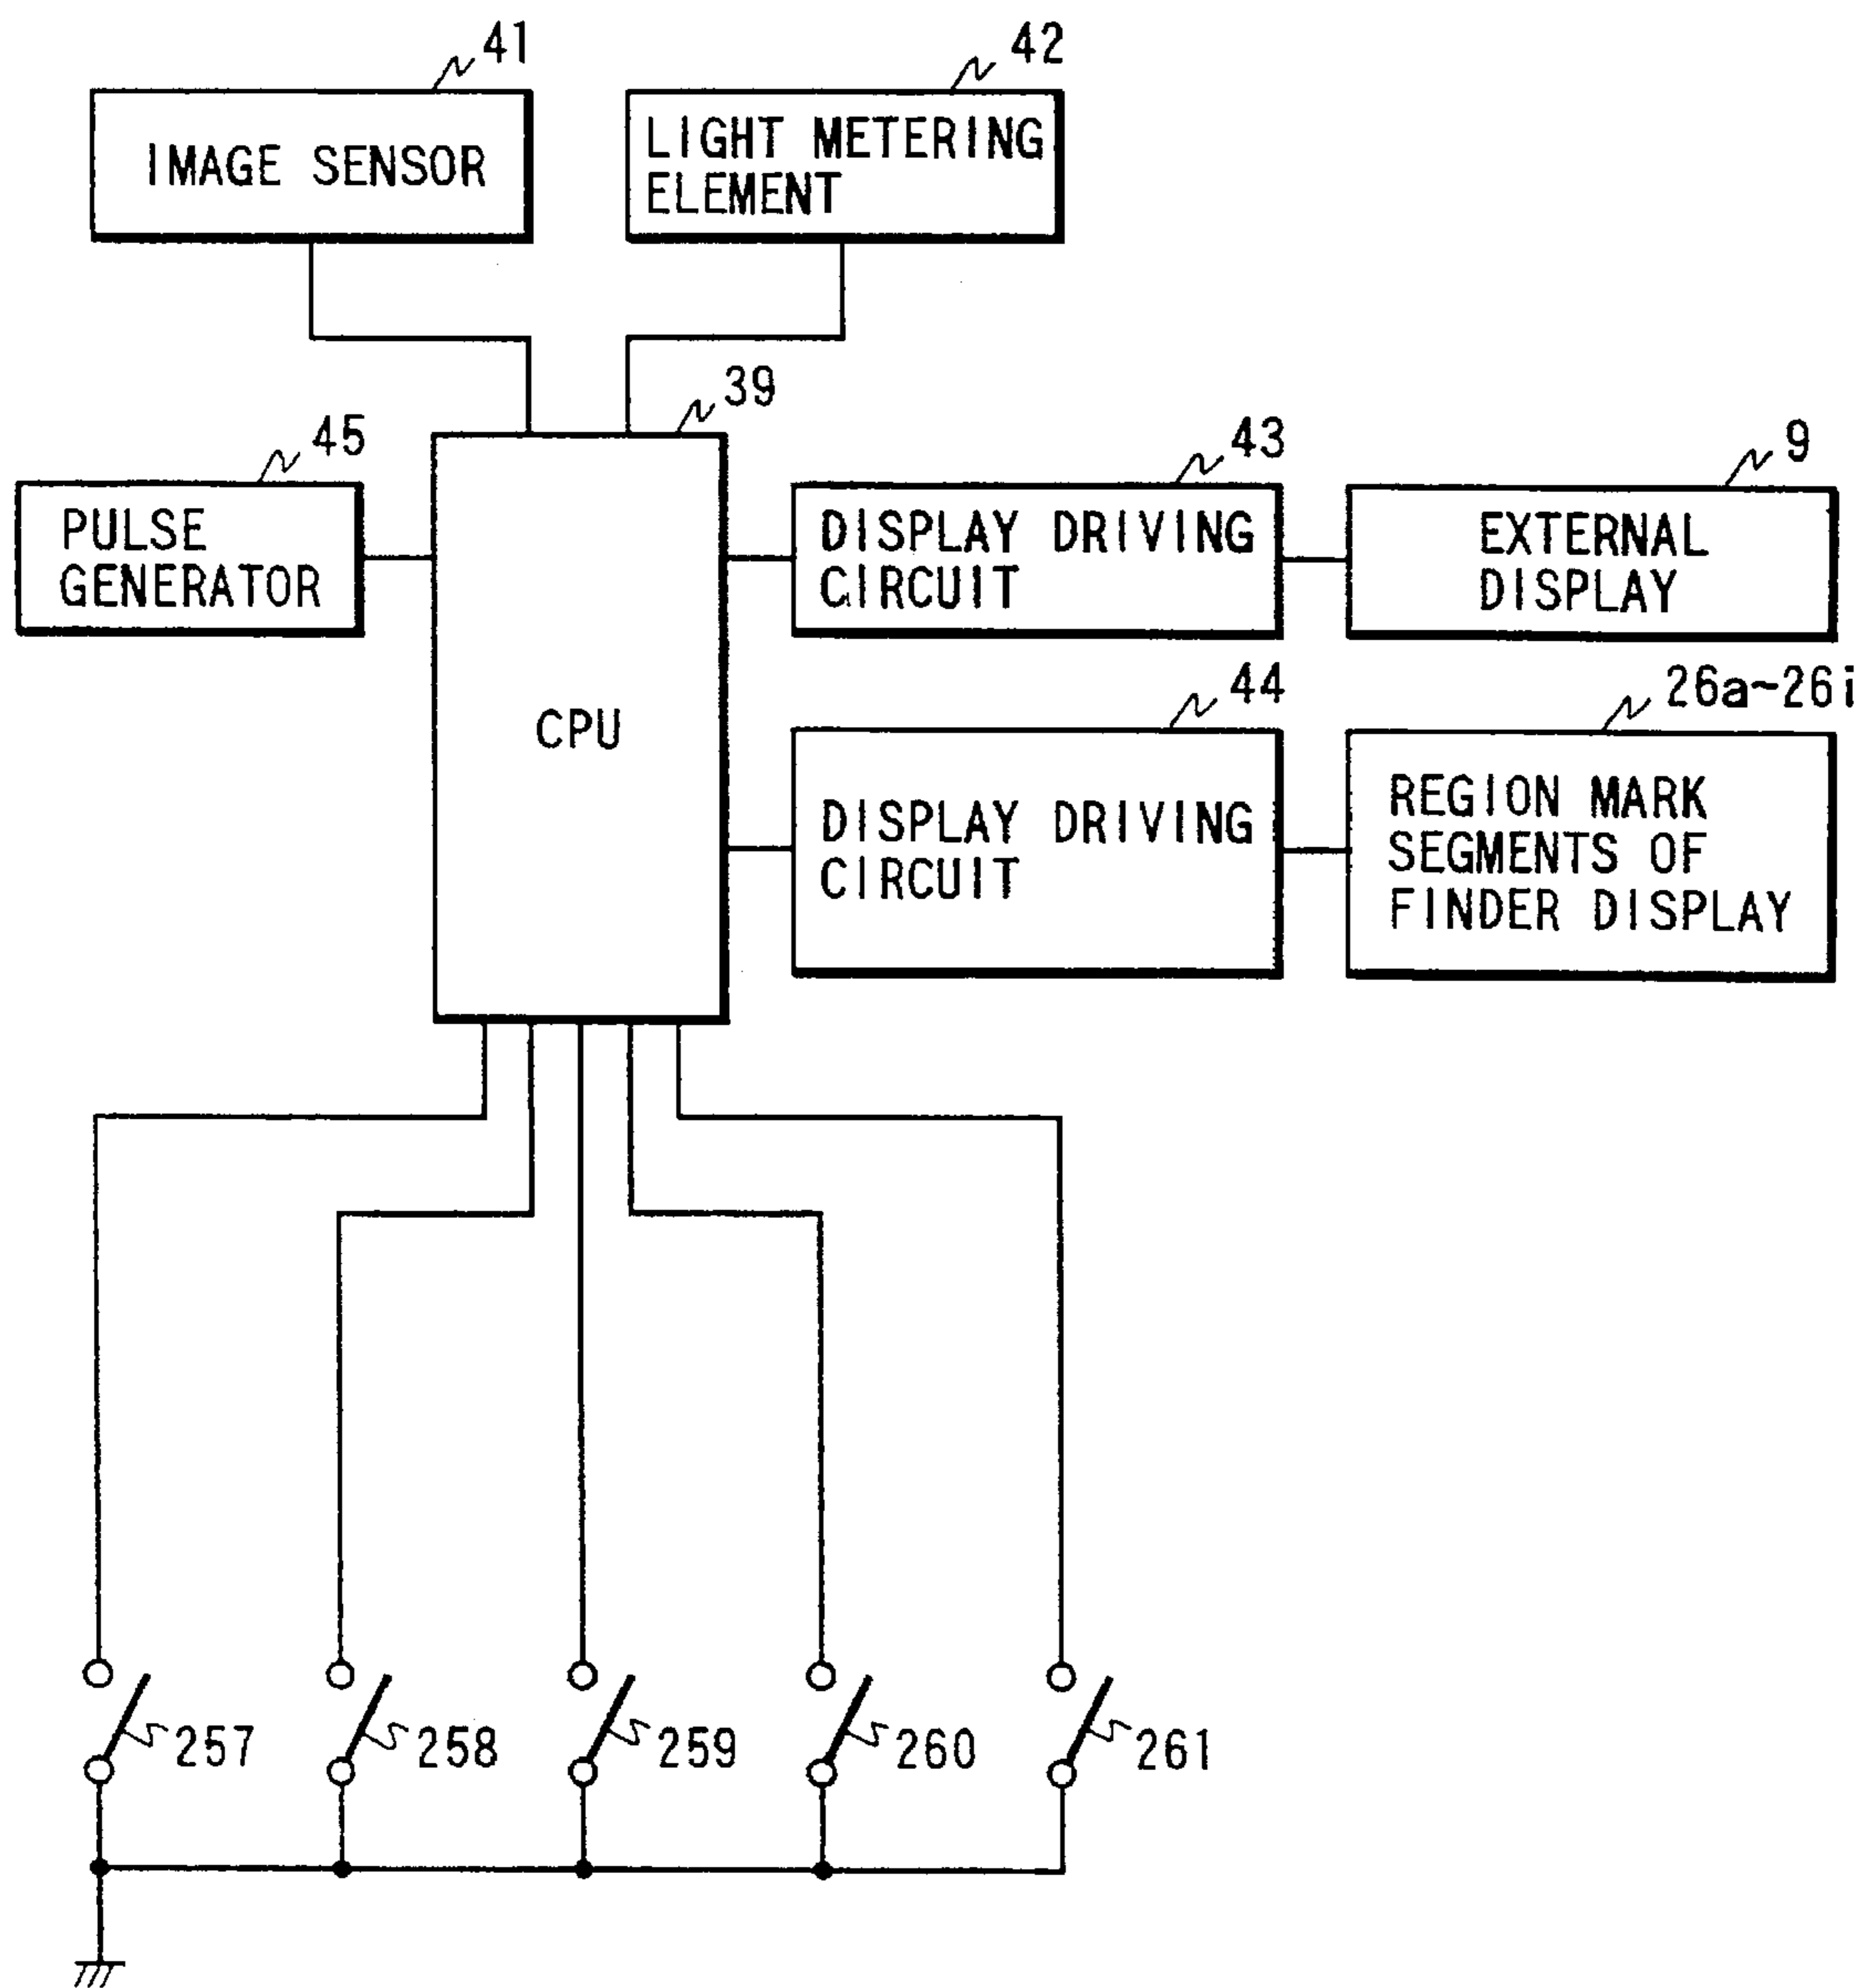 41
42
IMAGE SENSOR
LIGHT METERING
ELEMENT
39
45
43
9
PULSE
GENERATOR
DISPLAY DRIVING
CIRCUIT
EXTERNAL
DISPLAY
CPU
44
26a~26i
DISPLAY DRIVING
CIRCUIT
REGION MARK
SEGMENTS OF
FINDER DISPLAY
257
258
259
260
261